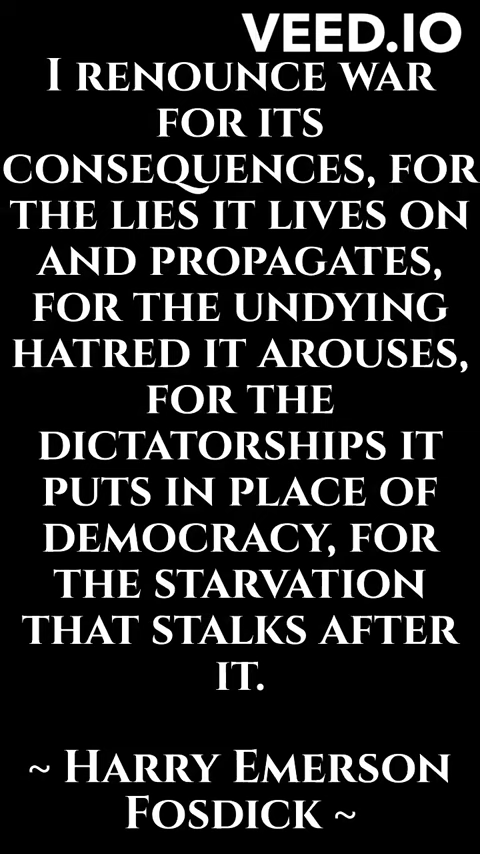 VEED.IO
I RENOUNCE WAR
FOR ITS
CONSEQUENCES, FOR
THE LIES IT LIVES ON
AND PROPAGATES,
FOR THE UNDYING
HATRED IT AROUSES,
FOR THE
DICTATORSHIPS IT
PUTS IN PLACE OF
DEMOCRACY, FOR
THE STARVATION
THAT STALKS AFTER
IT.
~ HARRY EMERSON
FOSDICK ~